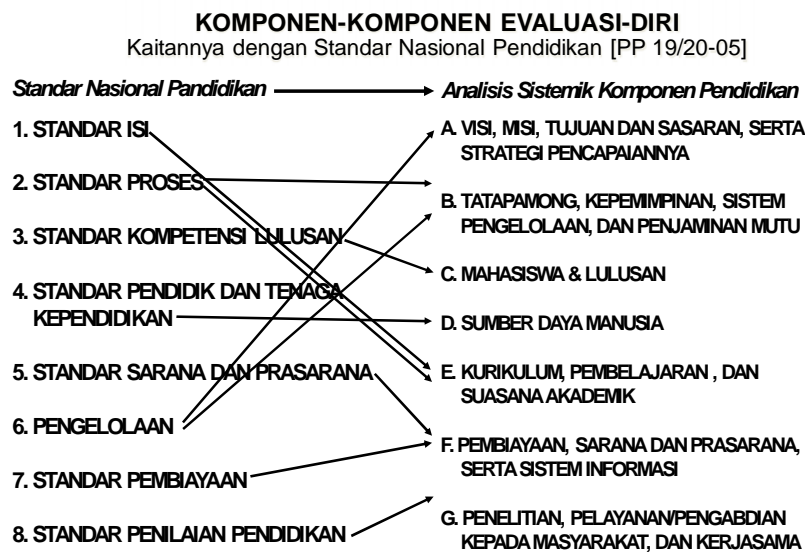 KOMPONEN-KOMPONEN EVALUASI-DIRI
Kaitannya dengan Standar Nasional Pendidikan [PP 19/20-05]
Standar Nasional Pandidikan
1. STANDAR ISI
2. STANDAR PROSES
3. STANDAR KOMPETENSI LULUSAN
4. STANDAR PENDIDIK DAN TENAGA
KEPENDIDIKAN
5. STANDAR SARANA DAN PRASARANA
6. PENGELOLAAN
7. STANDAR PEMBIAYAAN
8. STANDAR PENILAIAN PENDIDIKAN
Analisis Sistemik Komponen Pendidikan
A. VISI, MISI, TUJUAN DAN SASARAN, SERTA
STRATEGI PENCAPAIANNYA
B. TATAPAMONG, KEPEMIMPINAN, SISTEM
PENGELOLAAN, DAN PENJAMINAN MUTU
C. MAHASISWA & LULUSAN
D. SUMBER DAYA MANUSIA
E. KURIKULUM, PEMBELAJARAN , DAN
SUASANA AKADEMIK
F. PEMBIAYAAN, SARANA DAN PRASARANA,
SERTA SISTEM INFORMASI
G. PENELITIAN, PELAYANAN/PENGABDIAN
KEPADA MASYARAKAT, DAN KERJASAMA